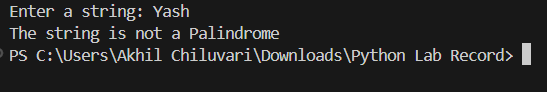 Enter a string: Yash
The string is not a Palindrome
PS C:\Users\Akhil Chiluvari\Downloads\Python Lab Record>